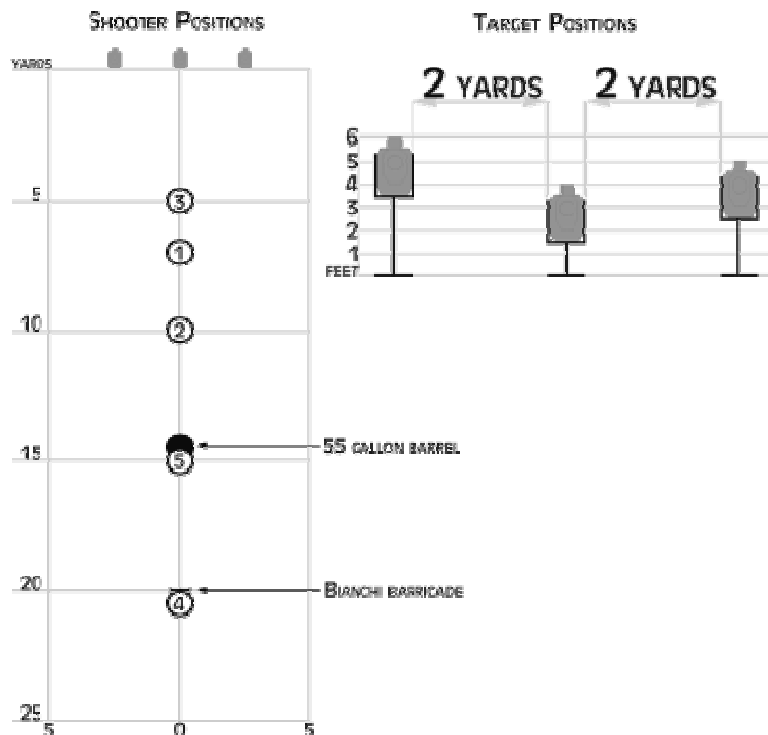 SHOOTER POSITIONS
YARDS
5
3
1
10
2
55 GALLON BARREL
15
5
20
BIANCHI BARRICADE
4
25
5 0 5
TARGET POSITIONS
2 YARDS 2 YARDS
6
5
4
3
2
1
FEET